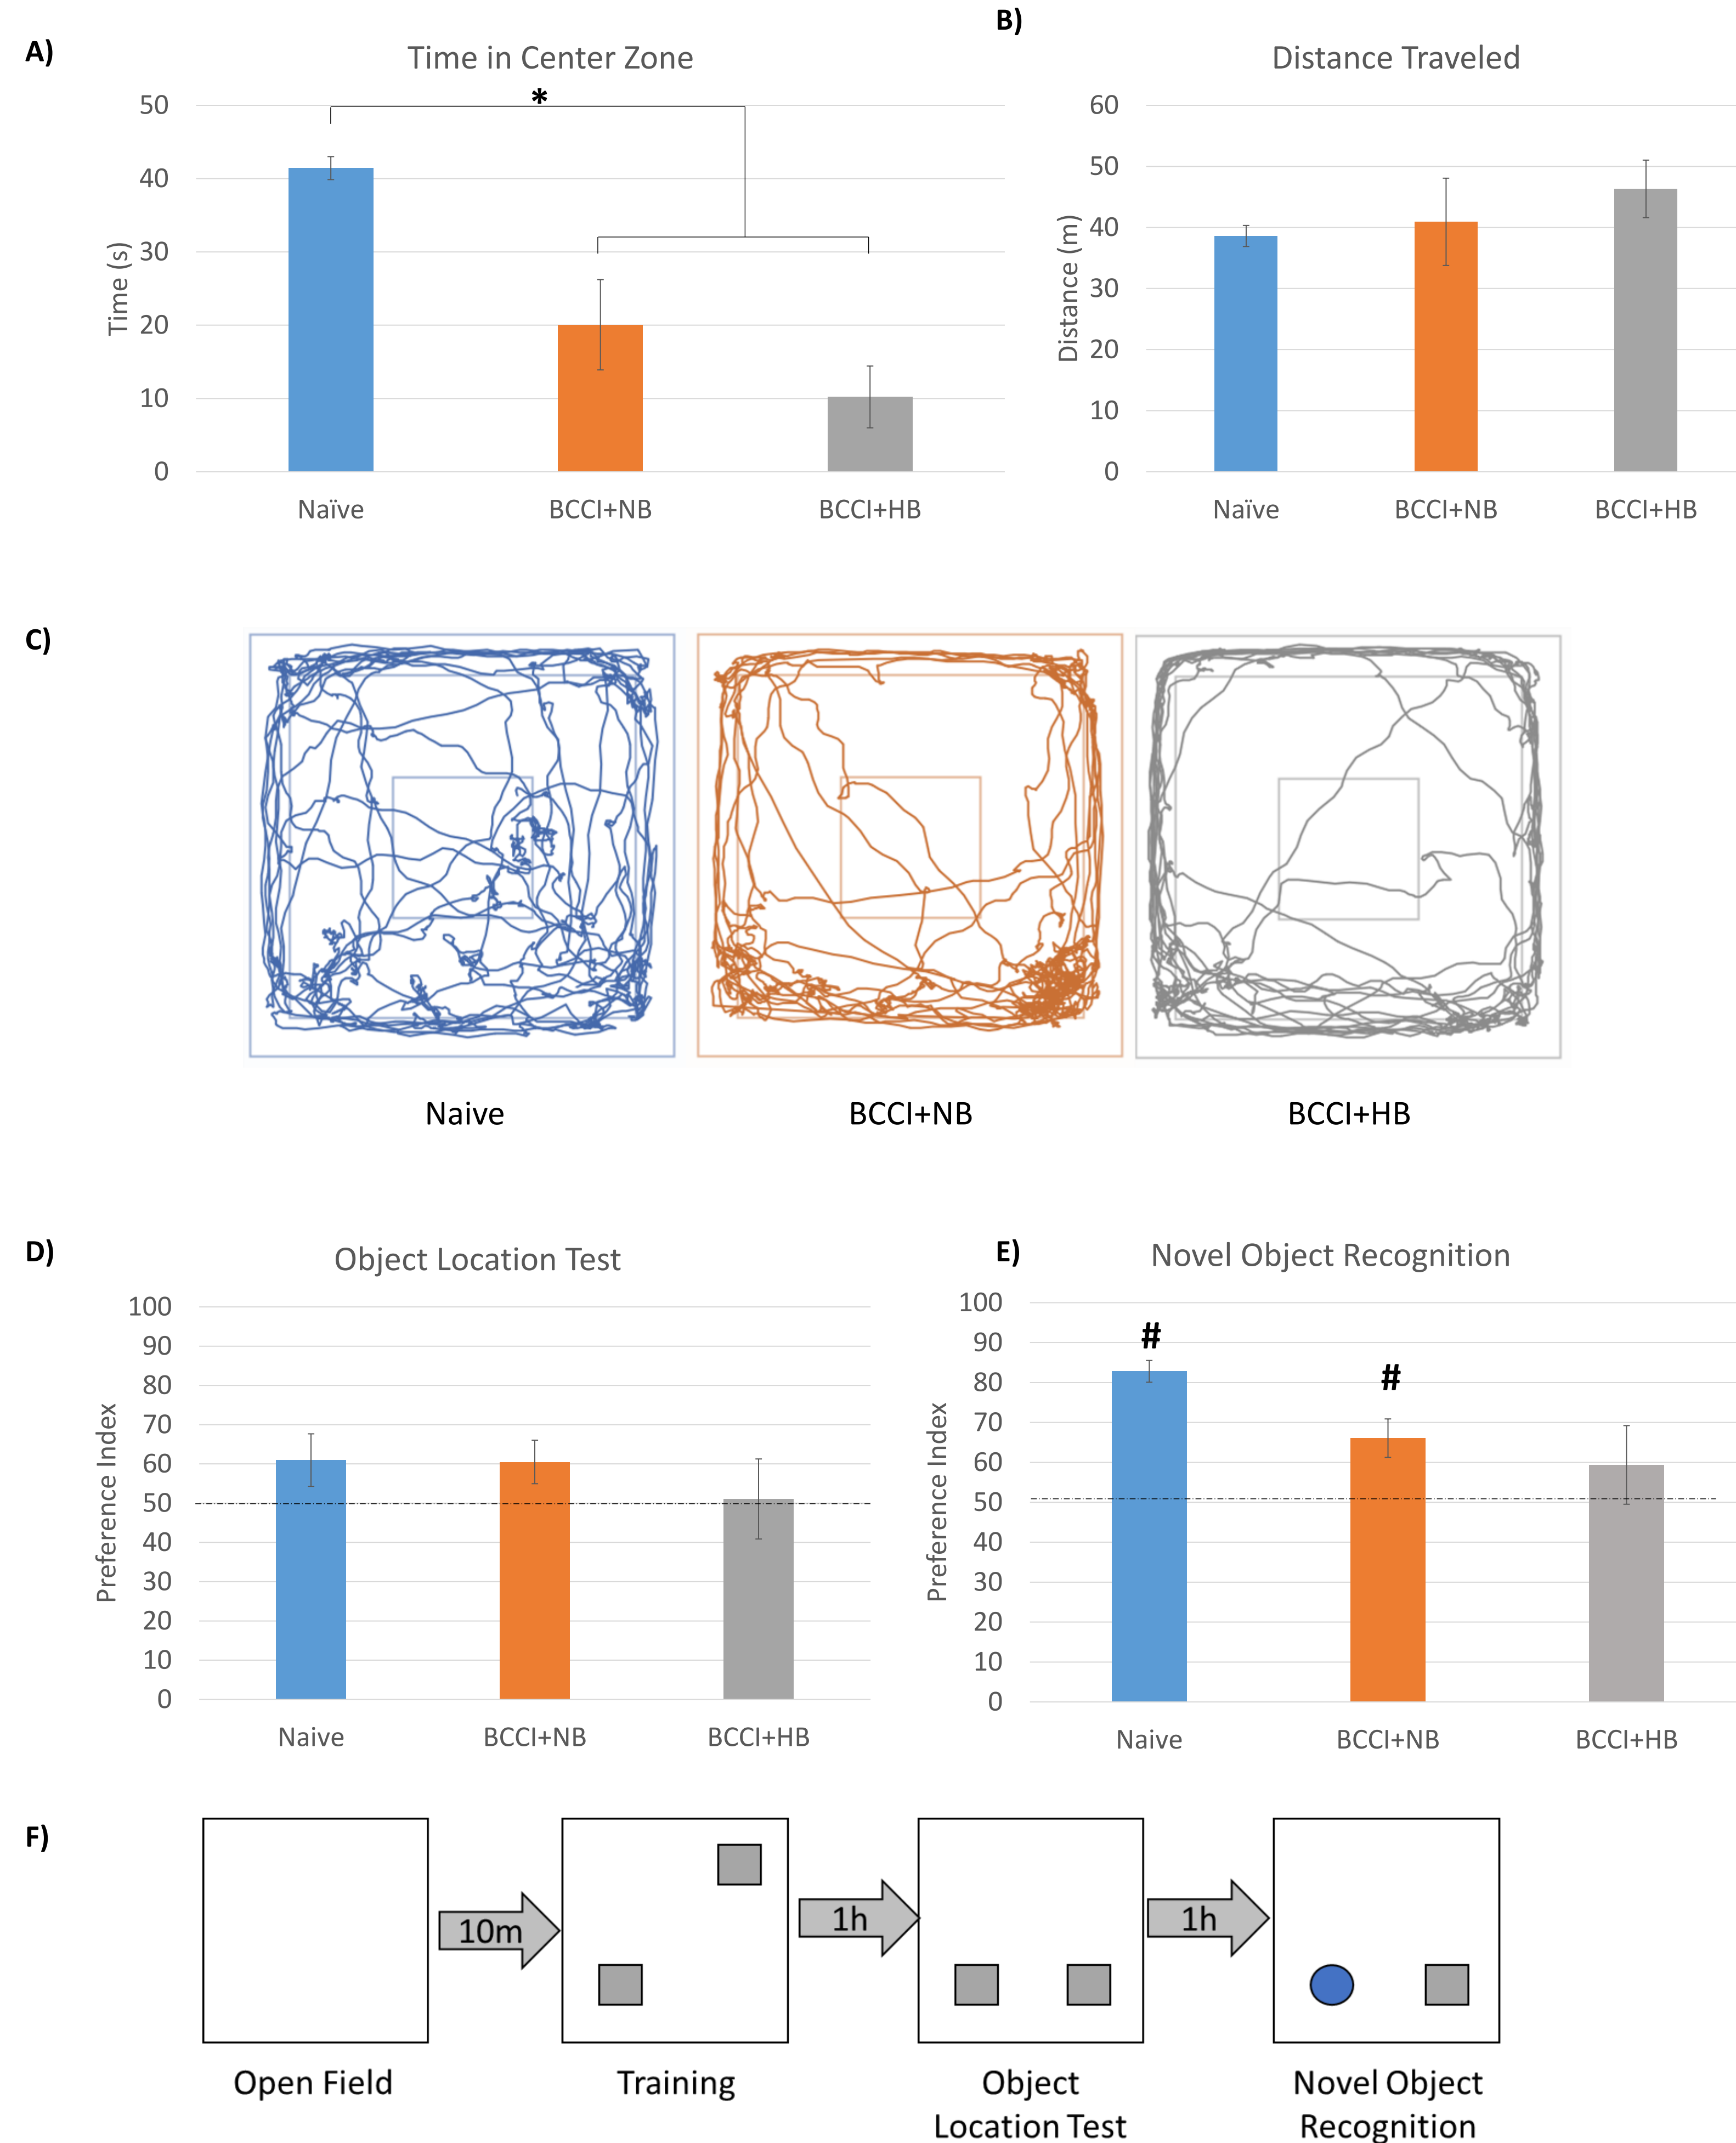 A)
Time in Center Zone
*
50
40
30
20
10
0
Time (s)
Naïve
BCCI+NB
BCCI+HB
B)
Distance Traveled
60
50
40
30
20
10
0
Distance (m)
Naïve
BCCI+NB
BCCI+HB
C)
Naive
BCCI+NB
BCCI+HB
D)
Object Location Test
100
90
80
70
60
50
40
30
20
10
0
Preference Index
Naive
BCCI+NB
BCCI+HB
E)
Novel Object Recognition
100
90
80
70
60
50
40
30
20
10
0
Preference Index
#
#
Naive
BCCI+NB
BCCI+HB
F)
10m
1h
1h
Open Field
Training
Object
Location Test
Novel Object
Recognition